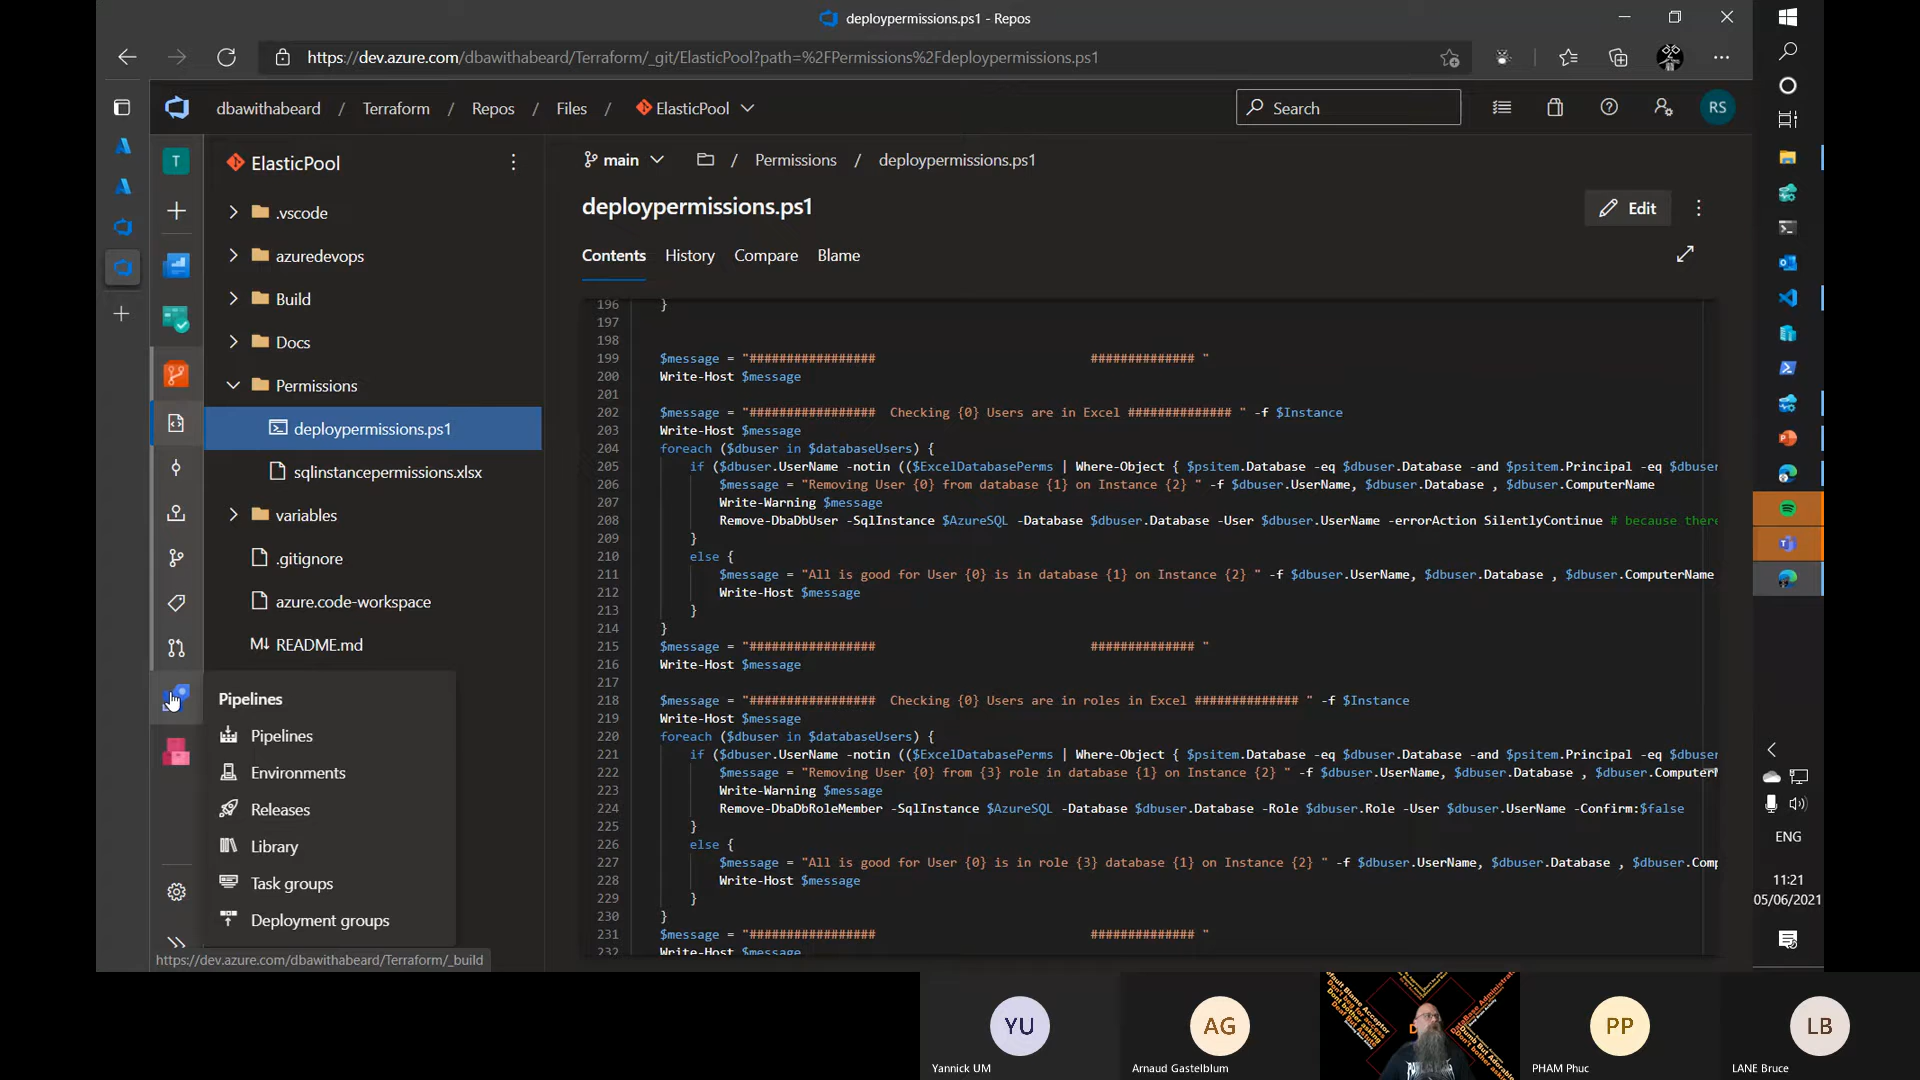 deploypermissions.ps1 - Repos
https://dev.azure.com/dbawithabeard/Terraform/_git/ElasticPool?path=%2FPermissions%2Fdeploypermissions.ps1
dbawithabeard / Terraform / Repos / Files / ElasticPool
Search
RS
T
ElasticPool
.vscode
azuredevops
Build
Docs
Permissions
deploypermissions.ps1
sqlinstancepermissions.xlsx
variables
.gitignore
azure.code-workspace
M↓ README.md
Pipelines
Pipelines
Environments
Releases
Library
Task groups
Deployment groups
https://dev.azure.com/dbawithabeard/Terraform/_build
main / Permissions / deploypermissions.ps1
deploypermissions.ps1
Edit
Contents History Compare Blame
196 }
197
198
199 $message = "################# ############## "
200 Write-Host $message
201
202 $message = "################# Checking {0} Users are in Excel ############## " -f $Instance
203 Write-Host $message
204 foreach ($dbuser in $databaseUsers) {
205 if ($dbuser.UserName -notin (($ExcelDatabasePerms | Where-Object { $psitem.Database -eq $dbuser.Database -and $psitem.Principal -eq $dbuser
206 $message = "Removing User {0} from database {1} on Instance {2} " -f $dbuser.UserName, $dbuser.Database , $dbuser.ComputerName
207 Write-Warning $message
208 Remove-DbaDbUser -SqlInstance $AzureSQL -Database $dbuser.Database -User $dbuser.UserName -errorAction SilentlyContinue # because there
209 }
210 else {
211 $message = "All is good for User {0} is in database {1} on Instance {2} " -f $dbuser.UserName, $dbuser.Database , $dbuser.ComputerName
212 Write-Host $message
213 }
214 }
215 $message = "################# ############## "
216 Write-Host $message
217
218 $message = "################# Checking {0} Users are in roles in Excel ############## " -f $Instance
219 Write-Host $message
220 foreach ($dbuser in $databaseUsers) {
221 if ($dbuser.UserName -notin (($ExcelDatabasePerms | Where-Object { $psitem.Database -eq $dbuser.Database -and $psitem.Principal -eq $dbuser
222 $message = "Removing User {0} from {3} role in database {1} on Instance {2} " -f $dbuser.UserName, $dbuser.Database , $dbuser.Computer
223 Write-Warning $message
224 Remove-DbaDbRoleMember -SqlInstance $AzureSQL -Database $dbuser.Database -Role $dbuser.Role -User $dbuser.UserName -Confirm:$false
225 }
226 else {
227 $message = "All is good for User {0} is in role {3} database {1} on Instance {2} " -f $dbuser.UserName, $dbuser.Database , $dbuser.Comp
228 Write-Host $message
229 }
230 }
231 $message = "################# ############## "
232 Write-Host $message
ENG
11:21
05/06/2021
YU
Yannick UM
AG
Arnaud Gastelblum
PP
PHAM Phuc
LB
LANE Bruce